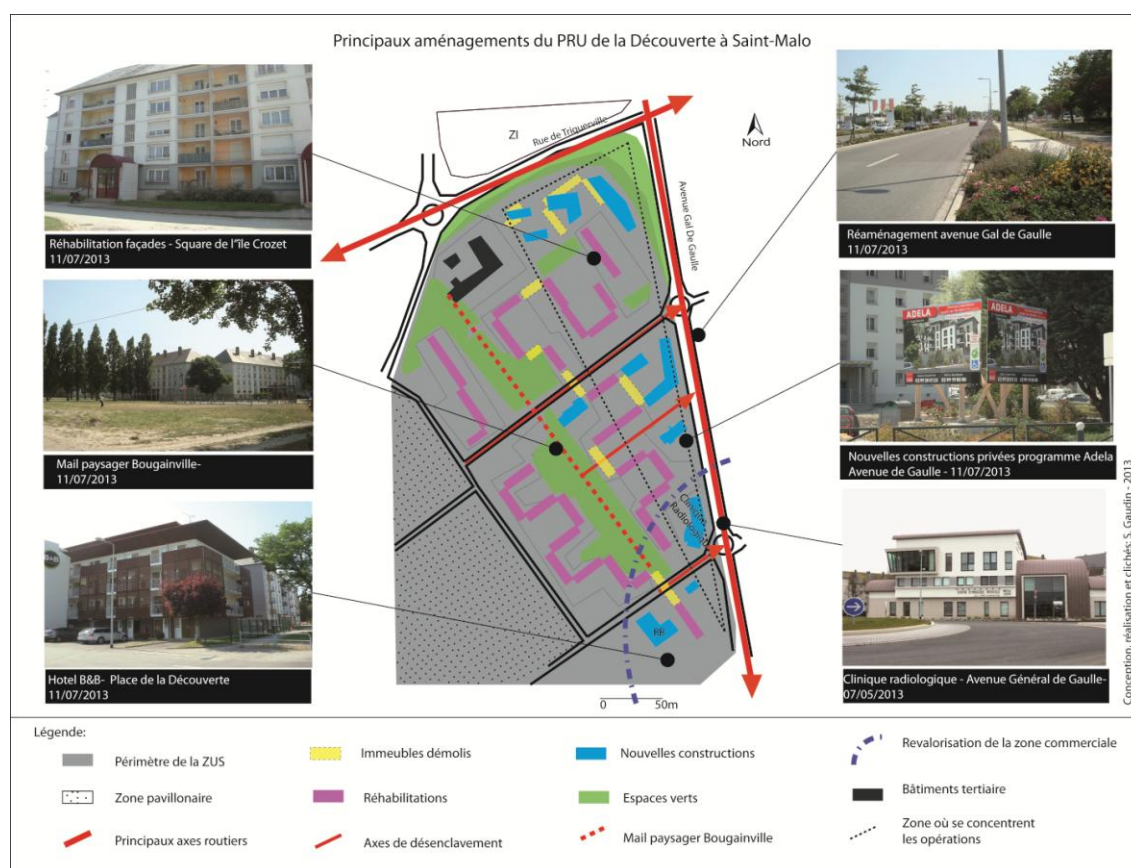 Principaux aménagements du PRU de la Découverte à Saint-Malo
Réhabilitation façades - Square de l"île Crozet
11/07/2013
Mail paysager Bougainville-
11/07/2013
Hotel B&B- Place de la Découverte
11/07/2013
ZI
Rue de Triquerville
Nord
Avenue Gal De Gaulle
Clinique
Radiologique
BB
0 50m
Réaménagement avenue Gal de Gaulle
11/07/2013
ADELA
ADELA
Nouvelles constructions privées programme Adela
Avenue de Gaulle - 11/07/2013
Clinique radiologique - Avenue Général de Gaulle-
07/05/2013
Conception, réalisation et clichés: S. Gaudin - 2013
Légende:
Périmètre de la ZUS
Zone pavillonaire
Principaux axes routiers
Immeubles démolis
Réhabilitations
Axes de désenclavement
Nouvelles constructions
Espaces verts
Mail paysager Bougainville
Revalorisation de la zone commerciale
Bâtiments tertiaire
Zone où se concentrent
les opérations